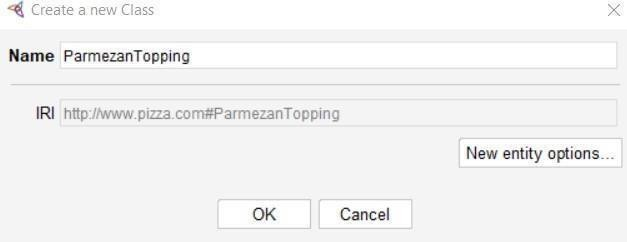 Create a new Class
Name ParmezanTopping
IRI http://www.pizza.com#ParmezanTopping
New entity options...
OK Cancel